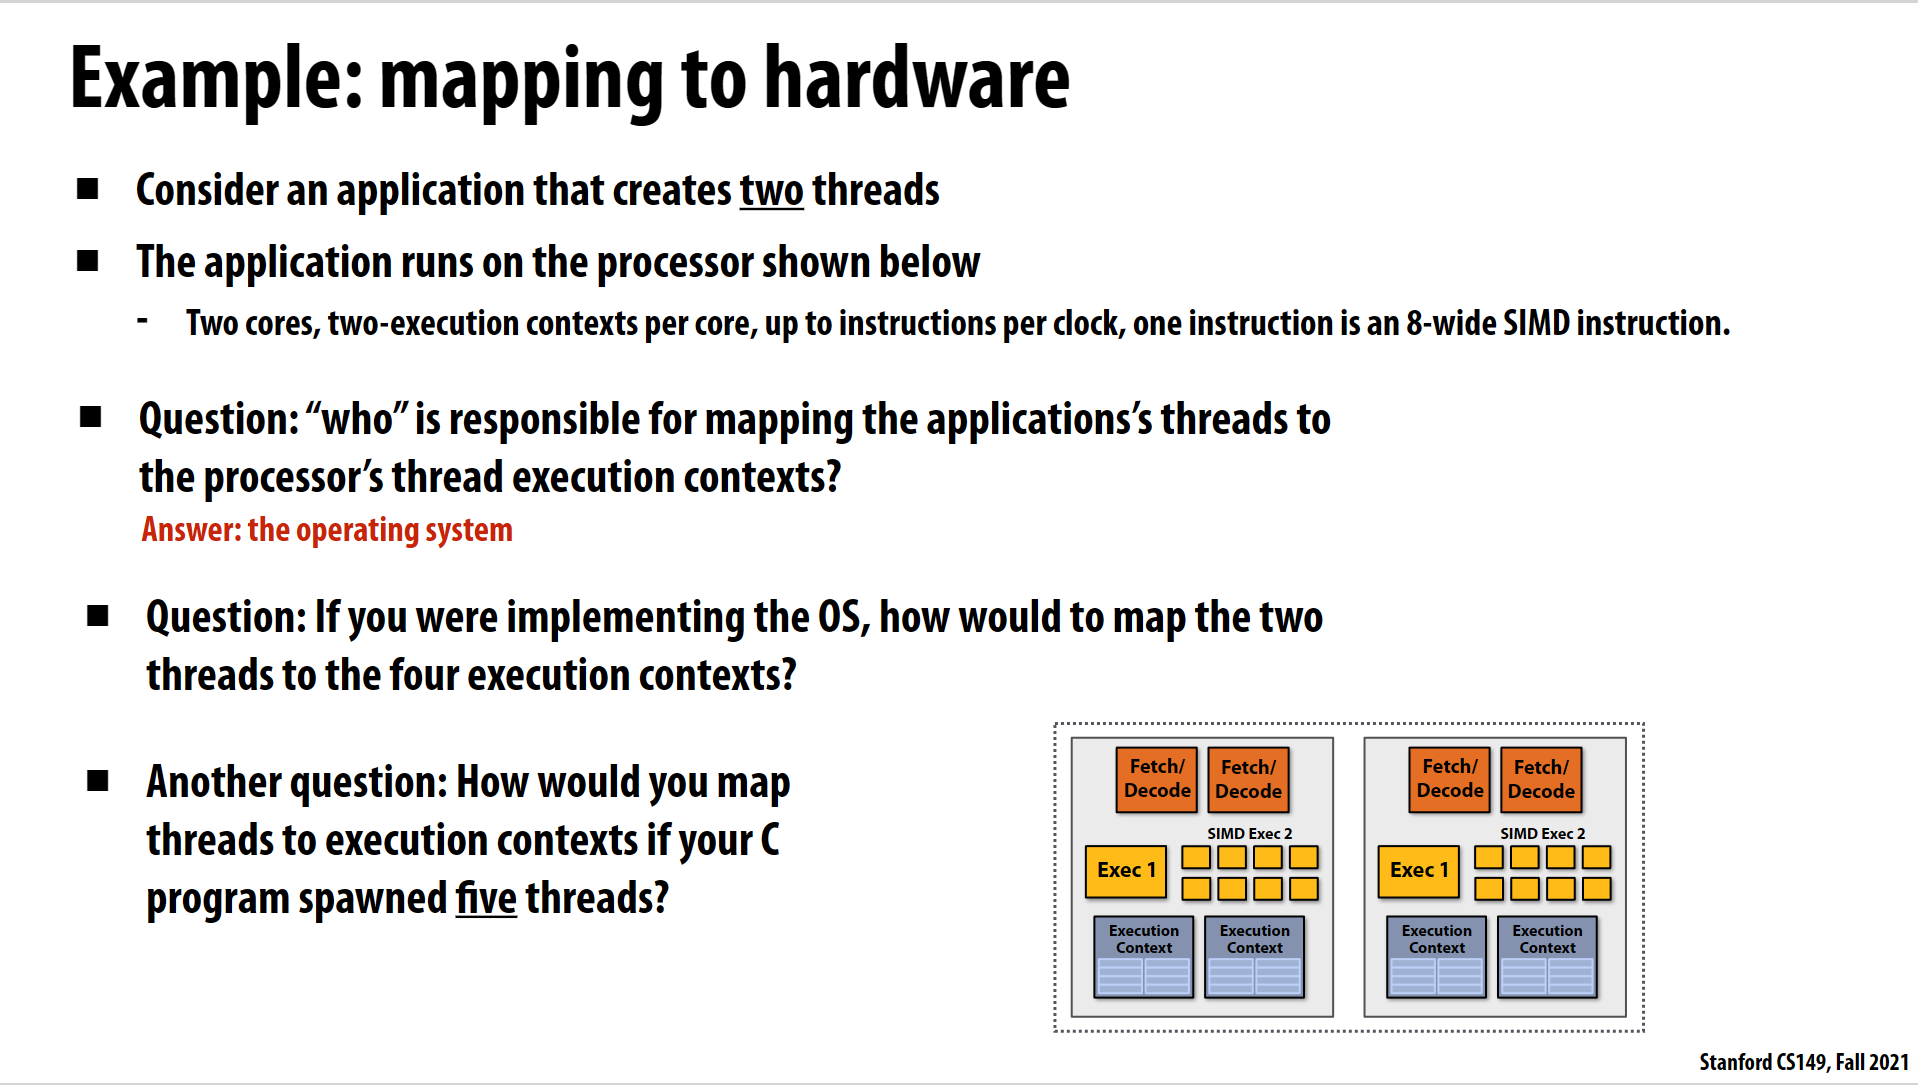 Example: mapping to hardware
■ Consider an application that creates two threads
■ The application runs on the processor shown below
- Two cores, two-execution contexts per core, up to instructions per clock, one instruction is an 8-wide SIMD instruction.
■ Question: “who” is responsible for mapping the applications’s threads to
the processor’s thread execution contexts?
Answer: the operating system
■ Question: If you were implementing the OS, how would to map the two
threads to the four execution contexts?
■ Another question: How would you map
threads to execution contexts if your C
program spawned five threads?
Fetch/
Decode
Fetch/
Decode
SIMD Exec 2
Exec 1
Execution
Context
Execution
Context
Fetch/
Decode
Fetch/
Decode
SIMD Exec 2
Exec 1
Execution
Context
Execution
Context
Stanford CS149, Fall 2021